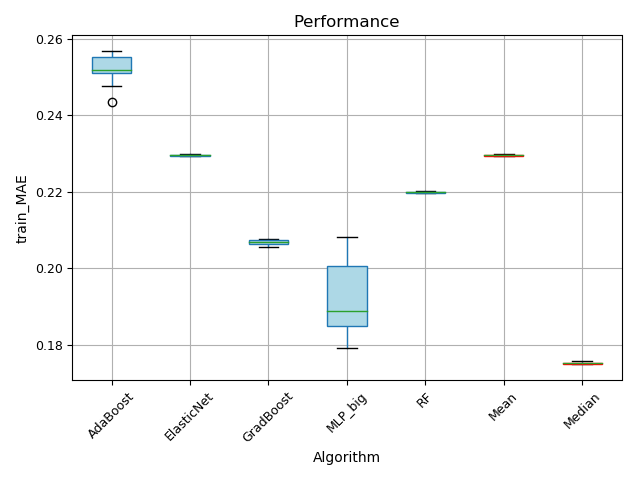 Performance
0.26
0.24
0.22
0.20
0.18
train_MAE
AdaBoost
ElasticNet
GradBoost
MLP_big
RF
Mean
Median
Algorithm